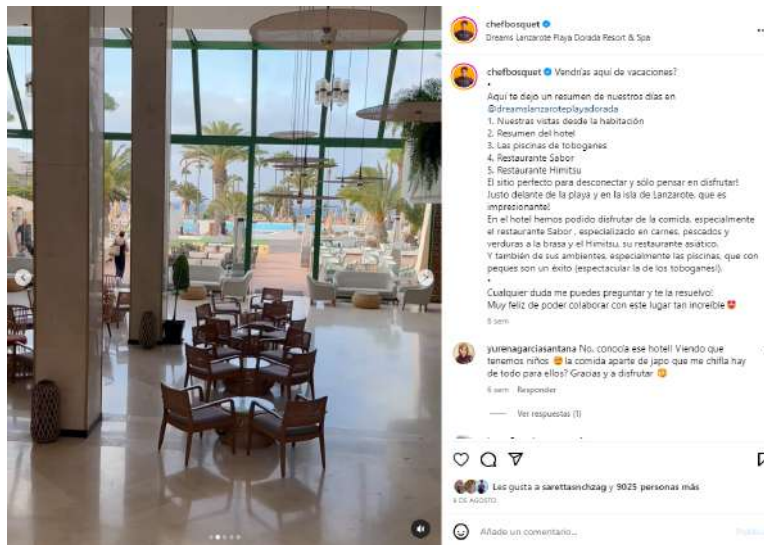 chefbosquet
Dreams Lanzarote Playa Dorada Resort & Spa
chefbosquet Vendrías aquí de vacaciones?
•
Aquí te dejo un resumen de nuestros días en
@dreamslanzaroteplayadorada
1. Nuestras vistas desde la habitación
2. Resumen del hotel
3. Las piscinas de toboganes
4. Restaurante Sabor
5. Restaurante Himitsu
El sitio perfecto para desconectar y sólo pensar en disfrutar!
Justo delante de la playa y en la isla de Lanzarote, que es
impresionante!
En el hotel hemos podido disfrutar de la comida, especialmente
el restaurante Sabor , especializado en carnes, pescados y
verduras a la brasa y el Himitsu, su restaurante asiático.
Y también de sus ambientes, especialmente las piscinas, que con
peques son un éxito (espectacular la de los toboganes!).
•
Cualquier duda me puedes preguntar y te la resuelvo!
Muy feliz de poder colaborar con este lugar tan increíble 😍
6 sem
yurenagarciasantana No, conocía ese hotel! Viendo que
tenemos niños 😊 la comida aparte de japo que me chifla hay
de todo para ellos? Gracias y a disfrutar 😊
6 sem Responder
Ver respuestas (1)
Les gusta a sarettasnchzag y 9025 personas más
6 DE AGOSTO
Añade un comentario...